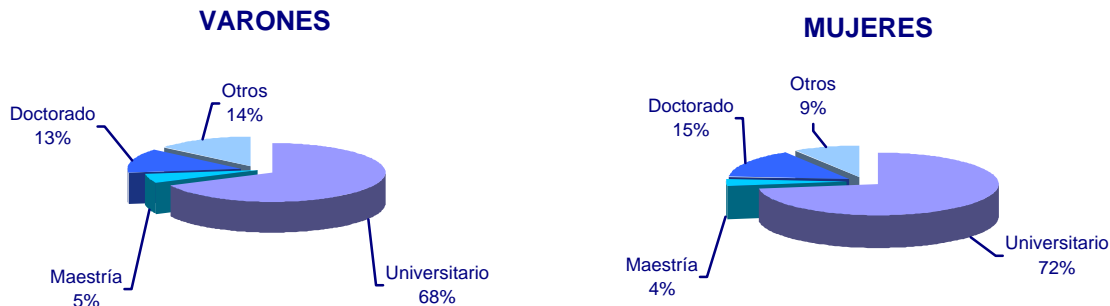 VARONES
Otros
14%
Doctorado
13%
Maestría
5%
Universitario
68%
MUJERES
Otros
9%
Doctorado
15%
Maestría
4%
Universitario
72%